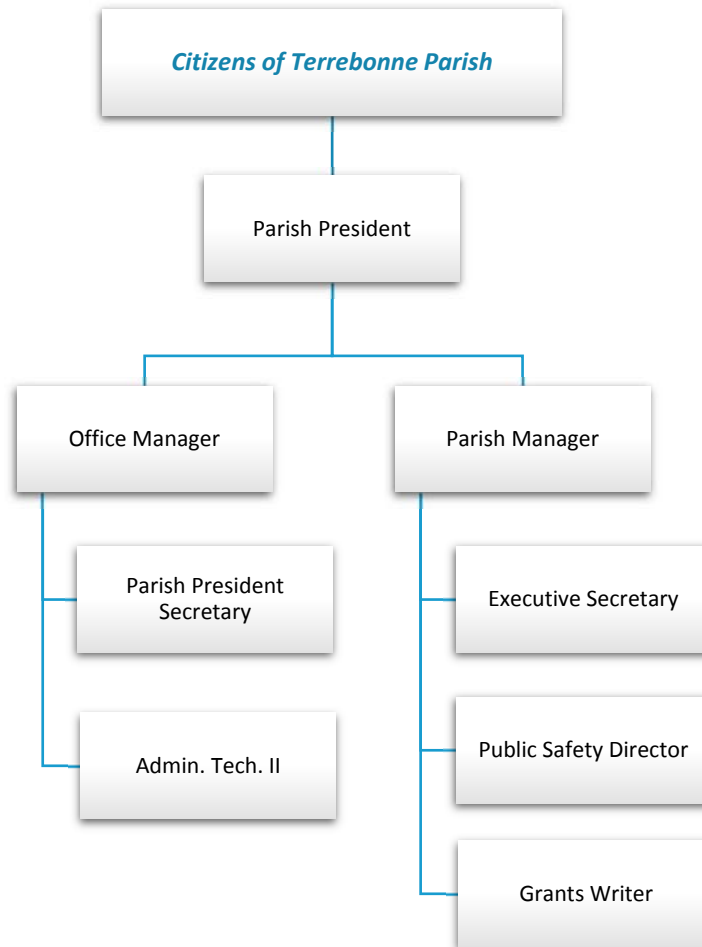 Citizens of Terrebonne Parish
Parish President
Office Manager
Parish Manager
Parish President
Secretary
Executive Secretary
Admin. Tech. II
Public Safety Director
Grants Writer